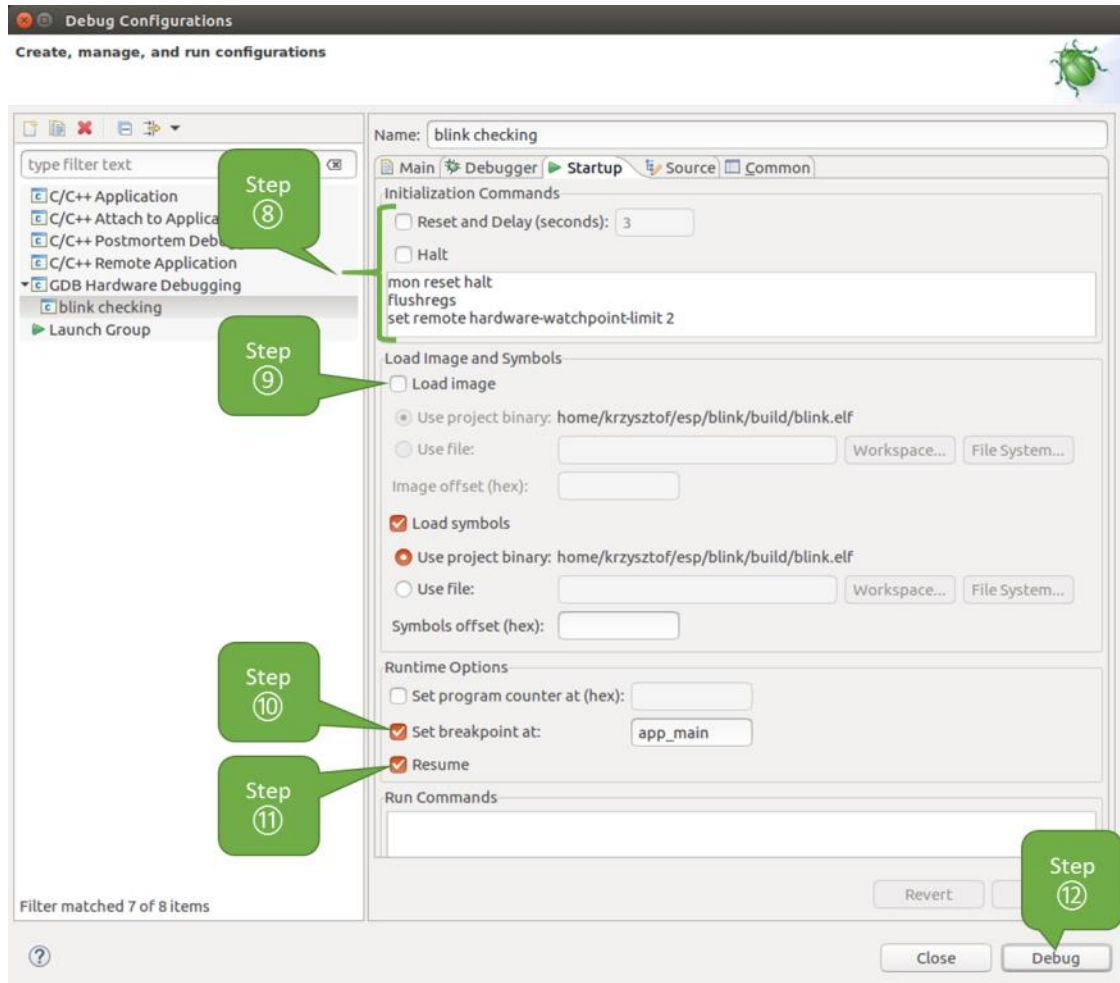 Debug Configurations
Create, manage, and run configurations
type filter text
C/C++ Application
C/C++ Attach to Applica
C/C++ Postmortem Debu
C/C++ Remote Application
GDB Hardware Debugging
blink checking
Launch Group
Filter matched 7 of 8 items
Step
⑧
Step
⑨
Step
⑩
Step
⑪
Name: blink checking
Main Debugger Startup Source Common
Initialization Commands
Reset and Delay (seconds): 3
Halt
mon reset halt
flushregs
set remote hardware-watchpoint-limit 2
Load Image and Symbols
Load image
Use project binary: home/krzysztof/esp/blink/build/blink.elf
Use file: Workspace... File System...
Image offset (hex):
Load symbols
Use project binary: home/krzysztof/esp/blink/build/blink.elf
Use file: Workspace... File System...
Symbols offset (hex):
Runtime Options
Set program counter at (hex):
Set breakpoint at: app_main
Resume
Run Commands
Step
⑫
Revert
Close Debug